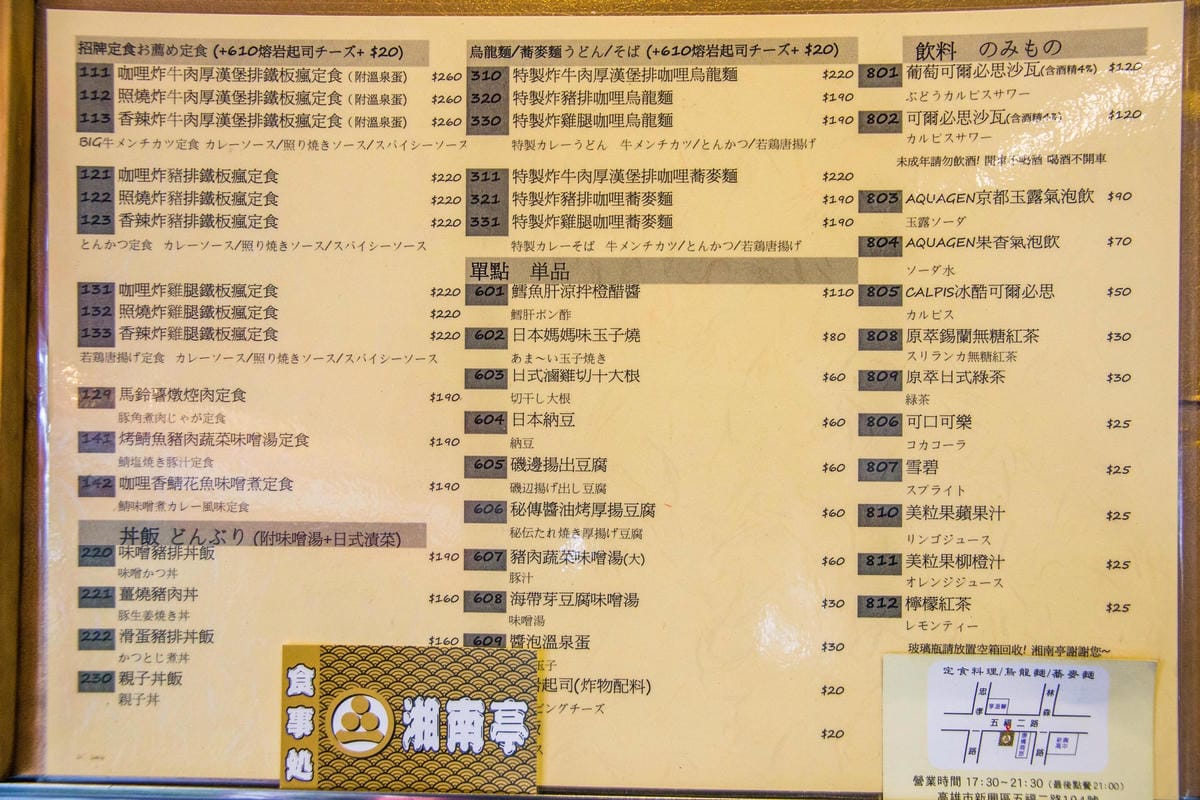 招牌定食お薦め定食 (+610熔岩起司チーズ+ $20)
111 咖哩炸牛肉厚漢堡排鐵板瘋定食 (附溫泉蛋) $260
112 照燒炸牛肉厚漢堡排鐵板瘋定食 (附溫泉蛋) $260
113 香辣炸牛肉厚漢堡排鐵板瘋定食 (附溫泉蛋) $260
BIG牛メンチカツ定食 カレーソース/照り焼きソース/スパイシーソース
121 咖哩炸豬排鐵板瘋定食 $220
122 照燒炸豬排鐵板瘋定食 $220
123 香辣炸豬排鐵板瘋定食 $220
とんかつ定食 カレーソース/照り焼きソース/スパイシーソース
131 咖哩炸雞腿鐵板瘋定食 $220
132 照燒炸雞腿鐵板瘋定食 $220
133 香辣炸雞腿鐵板瘋定食 $220
若鶏唐揚げ定食 カレーソース/照り焼きソース/スパイシーソース
129 馬鈴薯燉焢肉定食 $190
豚角煮肉じゃが定食
141 烤鯖魚豬肉蔬菜味噌湯定食 $190
鯖塩焼き豚汁定食
142 咖哩香鯖花魚味噌煮定食 $190
鯖味噌煮カレー風味定食
丼飯 どんぶり (附味噌湯+日式漬菜)
220 味噌豬排丼飯 $190
味噌かつ丼
221 薑燒豬肉丼 $160
豚生姜焼き丼
222 滑蛋豬排丼飯 $160
かつとじ煮丼
230 親子丼飯
親子丼
烏龍麵/蕎麥麵うどん/そば (+610熔岩起司チーズ+ $20)
310 特製炸牛肉厚漢堡排咖哩烏龍麵 $220
320 特製炸豬排咖哩烏龍麵 $190
330 特製炸雞腿咖哩烏龍麵 $190
特製カレーうどん 牛メンチカツ/とんかつ/若鶏唐揚げ
311 特製炸牛肉厚漢堡排咖哩蕎麥麵 $220
321 特製炸豬排咖哩蕎麥麵 $190
331 特製炸雞腿咖哩蕎麥麵 $190
特製カレーそば 牛メンチカツ/とんかつ/若鶏唐揚げ
單點 単品
601 鱈魚肝涼拌橙醋醬 $110
鱈肝ポン酢
602 日本媽媽味玉子燒 $80
あま〜い玉子焼き
603 日式滷雞切干大根 $60
切干し大根
604 日本納豆 $60
納豆
605 磯邊揚出豆腐 $60
磯辺揚げ出し豆腐
606 秘傳醬油烤厚揚豆腐 $60
秘伝たれ焼き厚揚げ豆腐
607 豬肉蔬菜味噌湯(大) $60
豚汁
608 海帶芽豆腐味噌湯 $30
味噌湯
609 醬泡溫泉蛋 $30
玉子
起司(炸物配料) $20
ピングチーズ
$20
飲料 のみもの
801 葡萄可爾必思沙瓦(含酒精4%) $120
ぶどうカルピスサワー
802 可爾必思沙瓦(含酒精4%) $120
カルピスサワー
未成年請勿飲酒! 開車不喝酒 喝酒不開車
803 AQUAGEN京都玉露氣泡飲 $90
玉露ソーダ
804 AQUAGEN果香氣泡飲 $70
ソーダ水
805 CALPIS冰酷可爾必思 $50
カルピス
808 原萃錫蘭無糖紅茶 $30
スリランカ無糖紅茶
809 原萃日式綠茶 $30
緑茶
806 可口可樂 $25
コカコーラ
807 雪碧 $25
スプライト
810 美粒果蘋果汁 $25
リンゴジュース
811 美粒果柳橙汁 $25
オレンジジュース
812 檸檬紅茶 $25
レモンティー
玻璃瓶請放置空箱回收! 湘南亭謝謝您~
食事処
湘南亭
定食料理/烏龍麵/蕎麥麵
忠孝路
林森路
五福二路
營業時間 17:30~21:30 (最後點餐21:00)
高雄市新興區五福二路194號